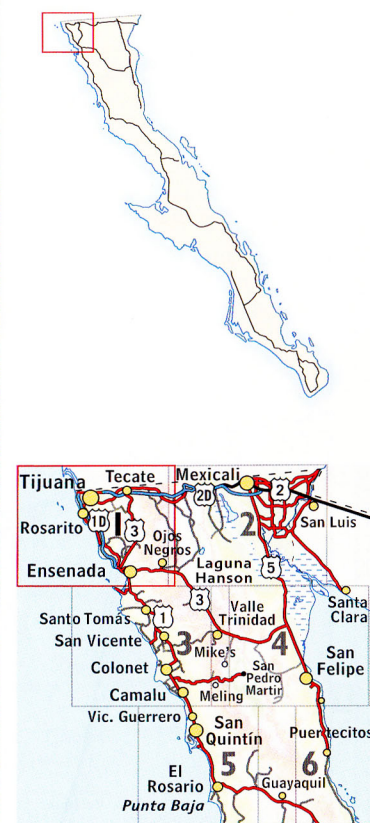 Tijuana
Tecate
Mexicali
2D
2
1D
1
3
2
Rosarito
Ojos
Negros
San Luis
Ensenada
Laguna
Hanson
5
3
Santa
Clara
Santo Tomás
1
Valle
Trinidad
San Vicente
3
4
Mike's
Colonet
San
Pedro
Martir
San
Felipe
Camalu
Meling
Vic. Guerrero
San
Quintín
Puertecitos
El
Rosario
5
6
Guayaquil
Punta Baja